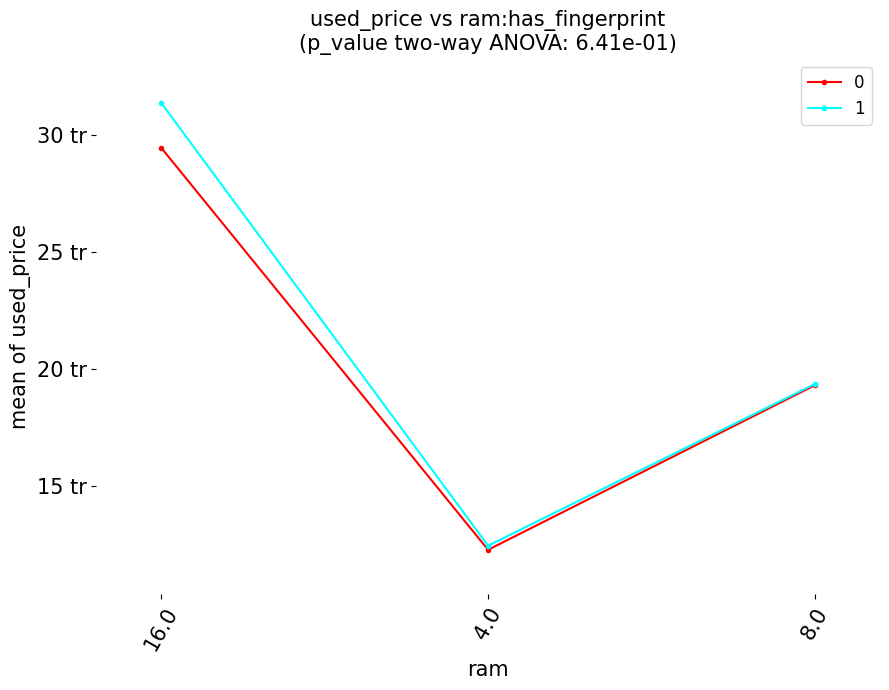 used_price vs ram:has_fingerprint
(p_value two-way ANOVA: 6.41e-01)
0
1
30 tr
25 tr
20 tr
15 tr
mean of used_price
16.0
4.0
8.0
ram